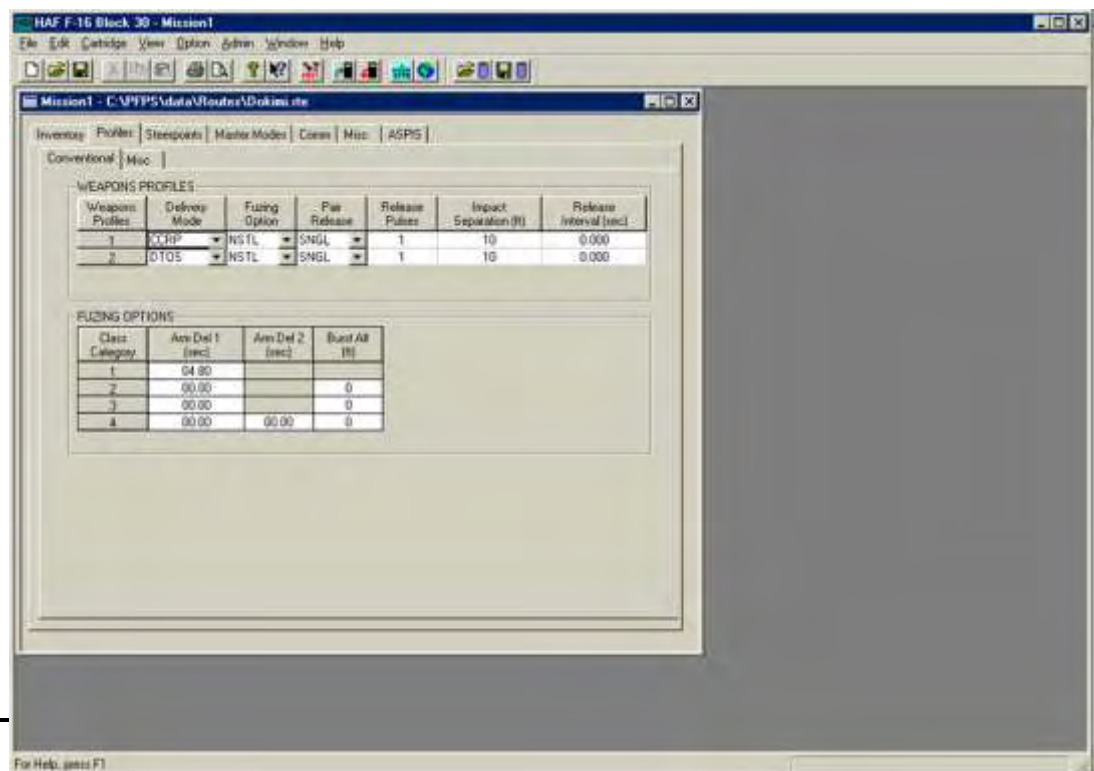 HAF F-16 Block 30 - Mission1
File Edit Cartridge View Option Admin Window Help
Mission1 - C:\PFPS\data\Routes\Dokimi.rte
Inventory Profiles Steerpoints Master Modes Comm Misc ASPIS
Conventional Misc
WEAPONS PROFILES
Weapons Profiles Delivery Mode Fuzing Option Pair Release Release Pulses Impact Separation (ft) Release Interval (sec)
1 CCRP NSTL SNGL 1 10 0.000
2 DTOS NSTL SNGL 1 10 0.000
FUZING OPTIONS
Class Category Arm Del 1 (sec) Arm Del 2 (sec) Burst Alt (ft)
1 04.80
2 00.00 0
3 00.00 0
4 00.00 00.00 0
For Help, press F1